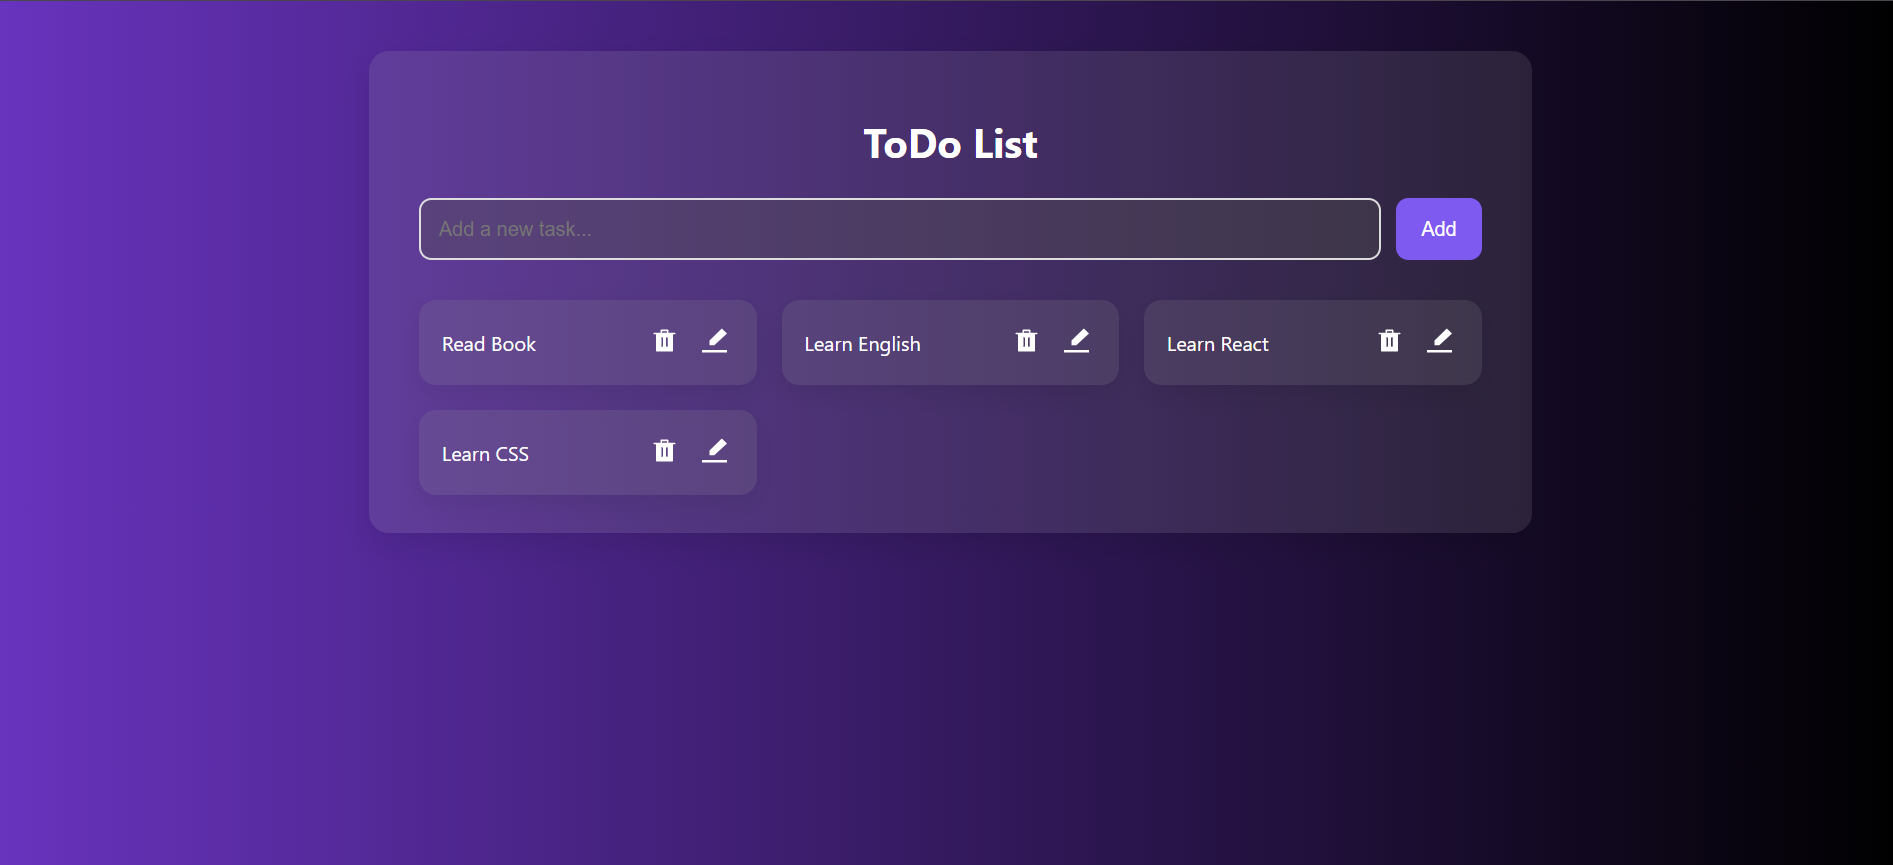 ToDo List
Add a new task...
Add
Read Book
Learn English
Learn React
Learn CSS